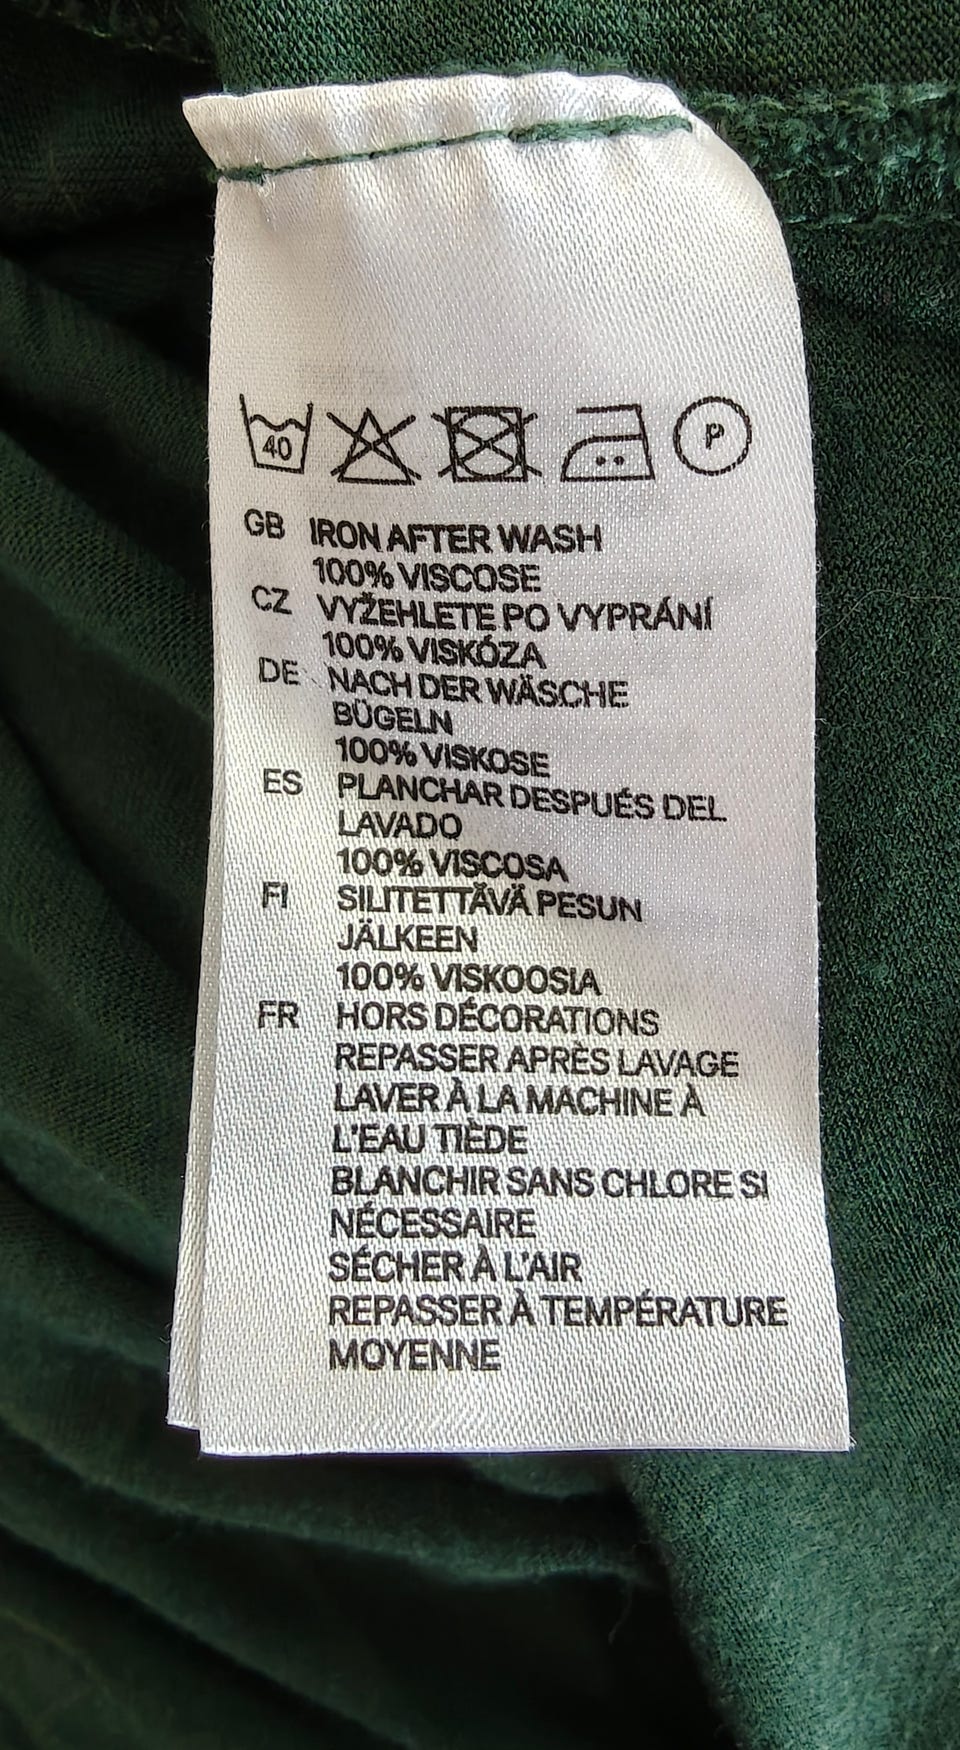 40 P
GB IRON AFTER WASH
100% VISCOSE
CZ VYŽEHLETE PO VYPRÁNÍ
100% VISKÓZA
DE NACH DER WÄSCHE
BÜGELN
100% VISKOSE
ES PLANCHAR DESPUÉS DEL
LAVADO
100% VISCOSA
FI SILITETTÄVÄ PESUN
JÄLKEEN
100% VISKOOSIA
FR HORS DÉCORATIONS
REPASSER APRÈS LAVAGE
LAVER À LA MACHINE À
L'EAU TIÈDE
BLANCHIR SANS CHLORE SI
NÉCESSAIRE
SÉCHER À L'AIR
REPASSER À TEMPÉRATURE
MOYENNE